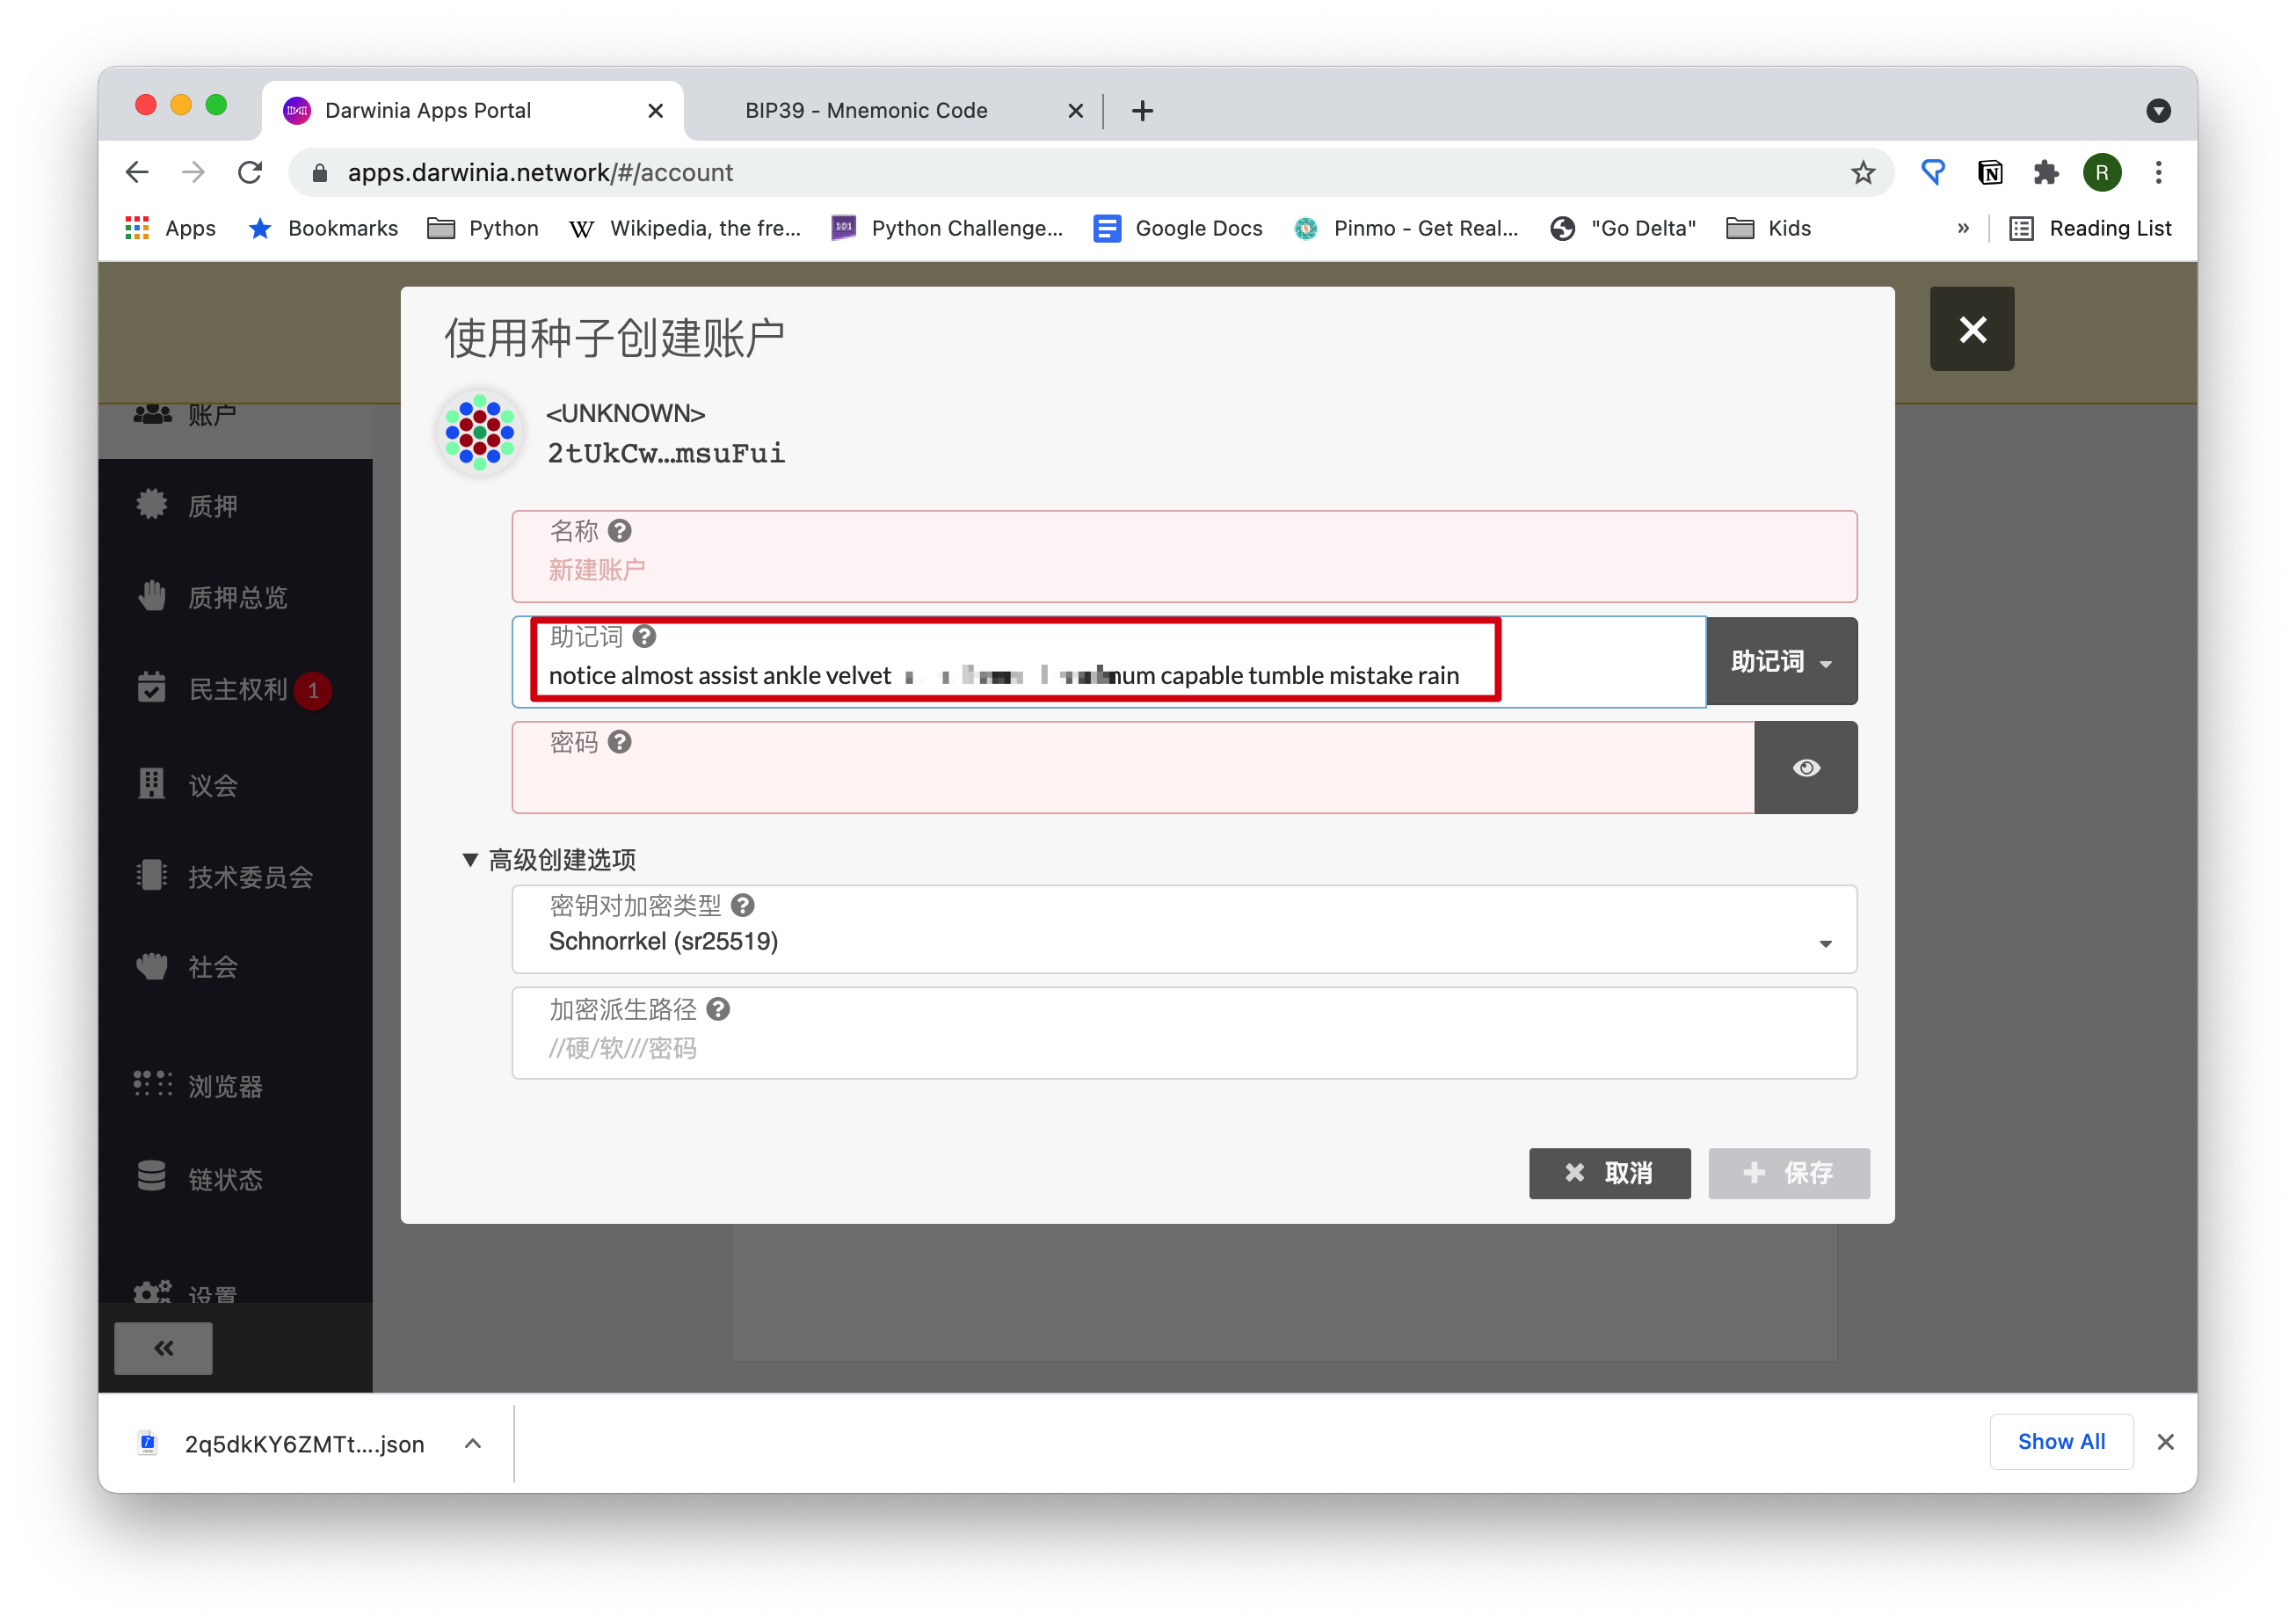 Darwinia Apps Portal
BIP39 - Mnemonic Code
apps.darwinia.network/#/account
R
Apps
Bookmarks
Python
Wikipedia, the fre...
Python Challenge...
Google Docs
Pinmo - Get Real...
"Go Delta"
Kids
»
Reading List
使用种子创建账户
<UNKNOWN>
2tUkCw…msuFui
账户
质押
质押总览
民主权利 1
议会
技术委员会
社会
浏览器
链状态
设置
名称
新建账户
助记词
notice almost assist ankle velvet capable tumble mistake rain
助记词
密码
高级创建选项
密钥对加密类型
Schnorrkel (sr25519)
加密派生路径
//硬/软///密码
取消
保存
2q5dkKY6ZMTt....json
Show All